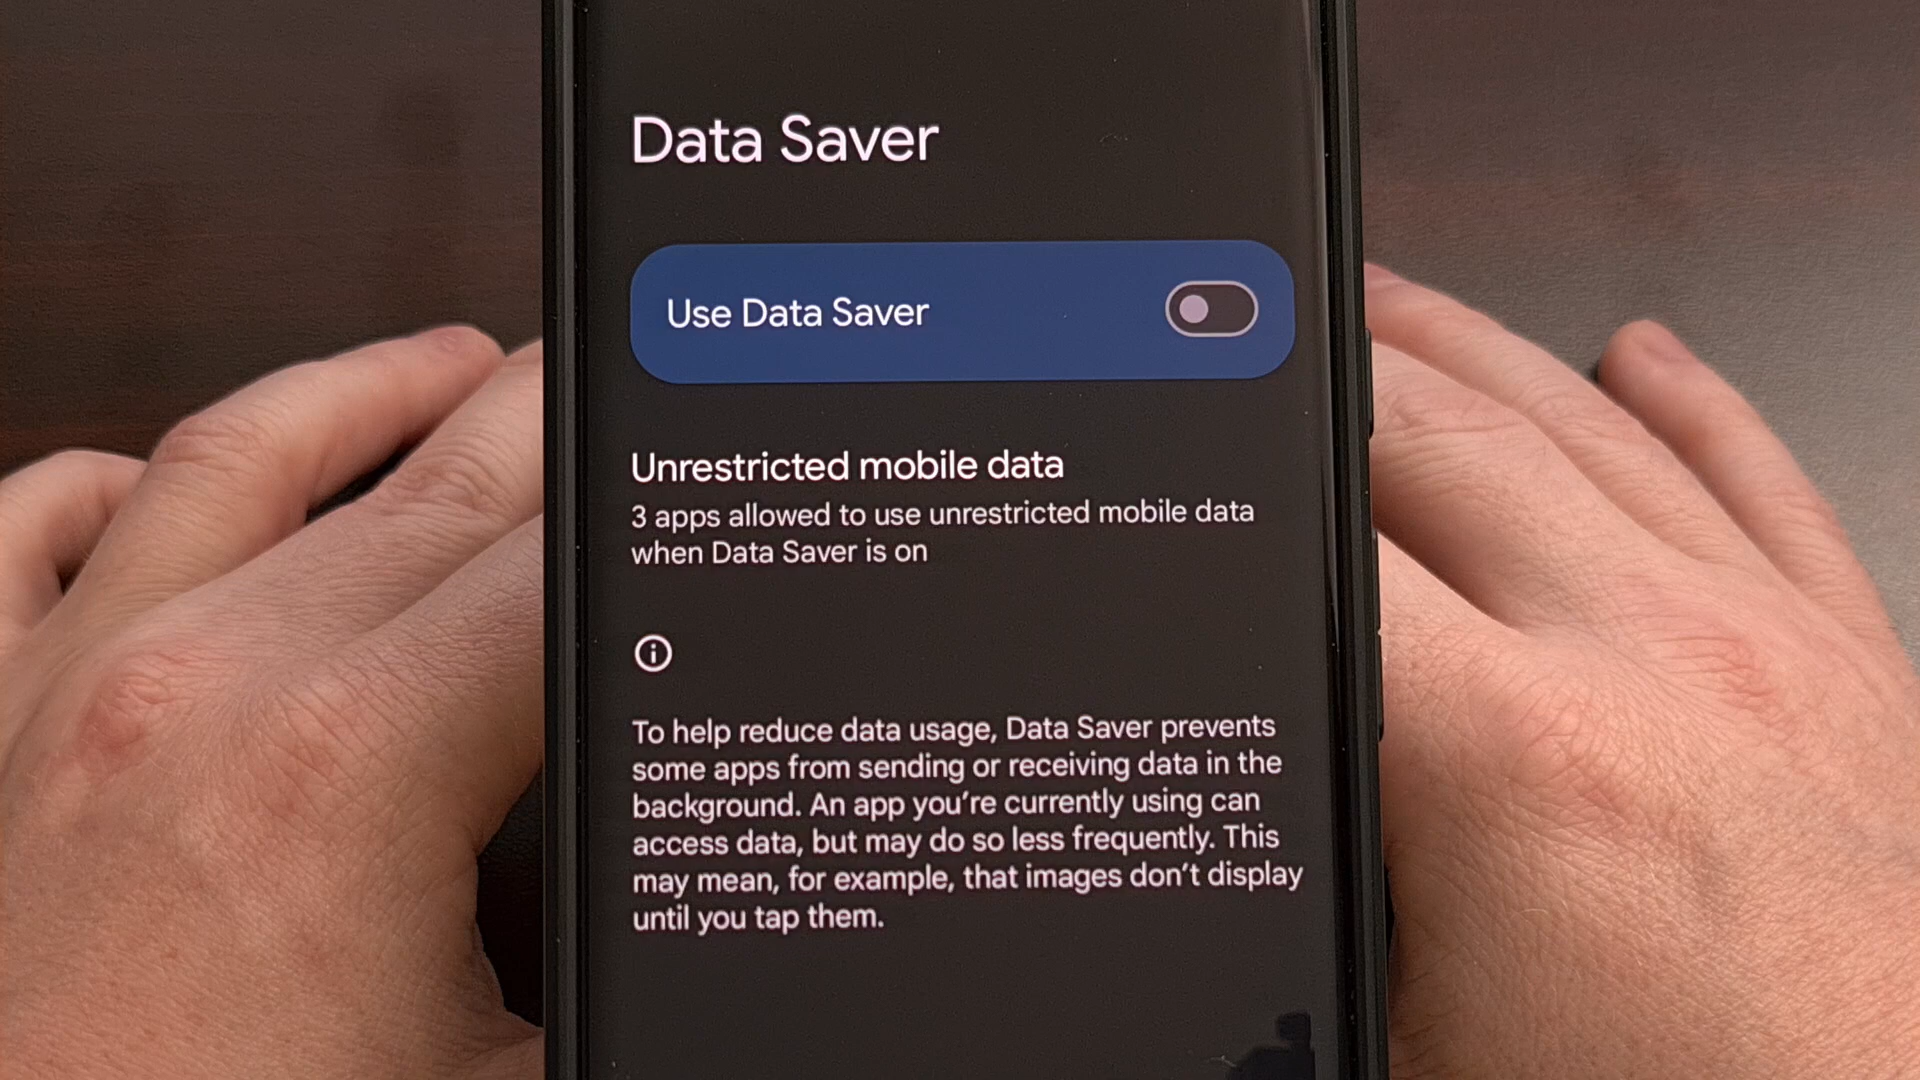 Data Saver
Use Data Saver
Unrestricted mobile data
3 apps allowed to use unrestricted mobile data
when Data Saver is on
To help reduce data usage, Data Saver prevents
some apps from sending or receiving data in the
background. An app you’re currently using can
access data, but may do so less frequently. This
may mean, for example, that images don’t display
until you tap them.